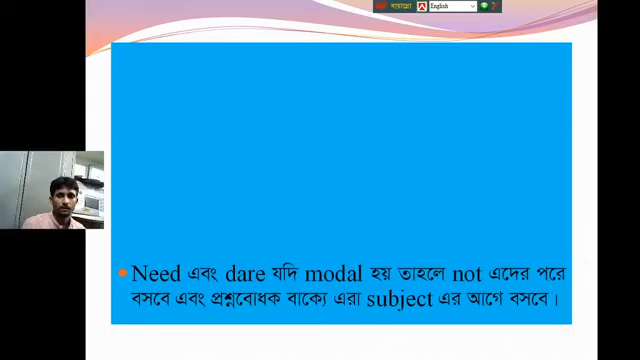 বায়ান্নো
English
Need এবং dare যদি modal হয় তাহলে not এদের পরে
বসবে এবং প্রশ্নবোধক বাক্যে এরা subject এর আগে বসবে।